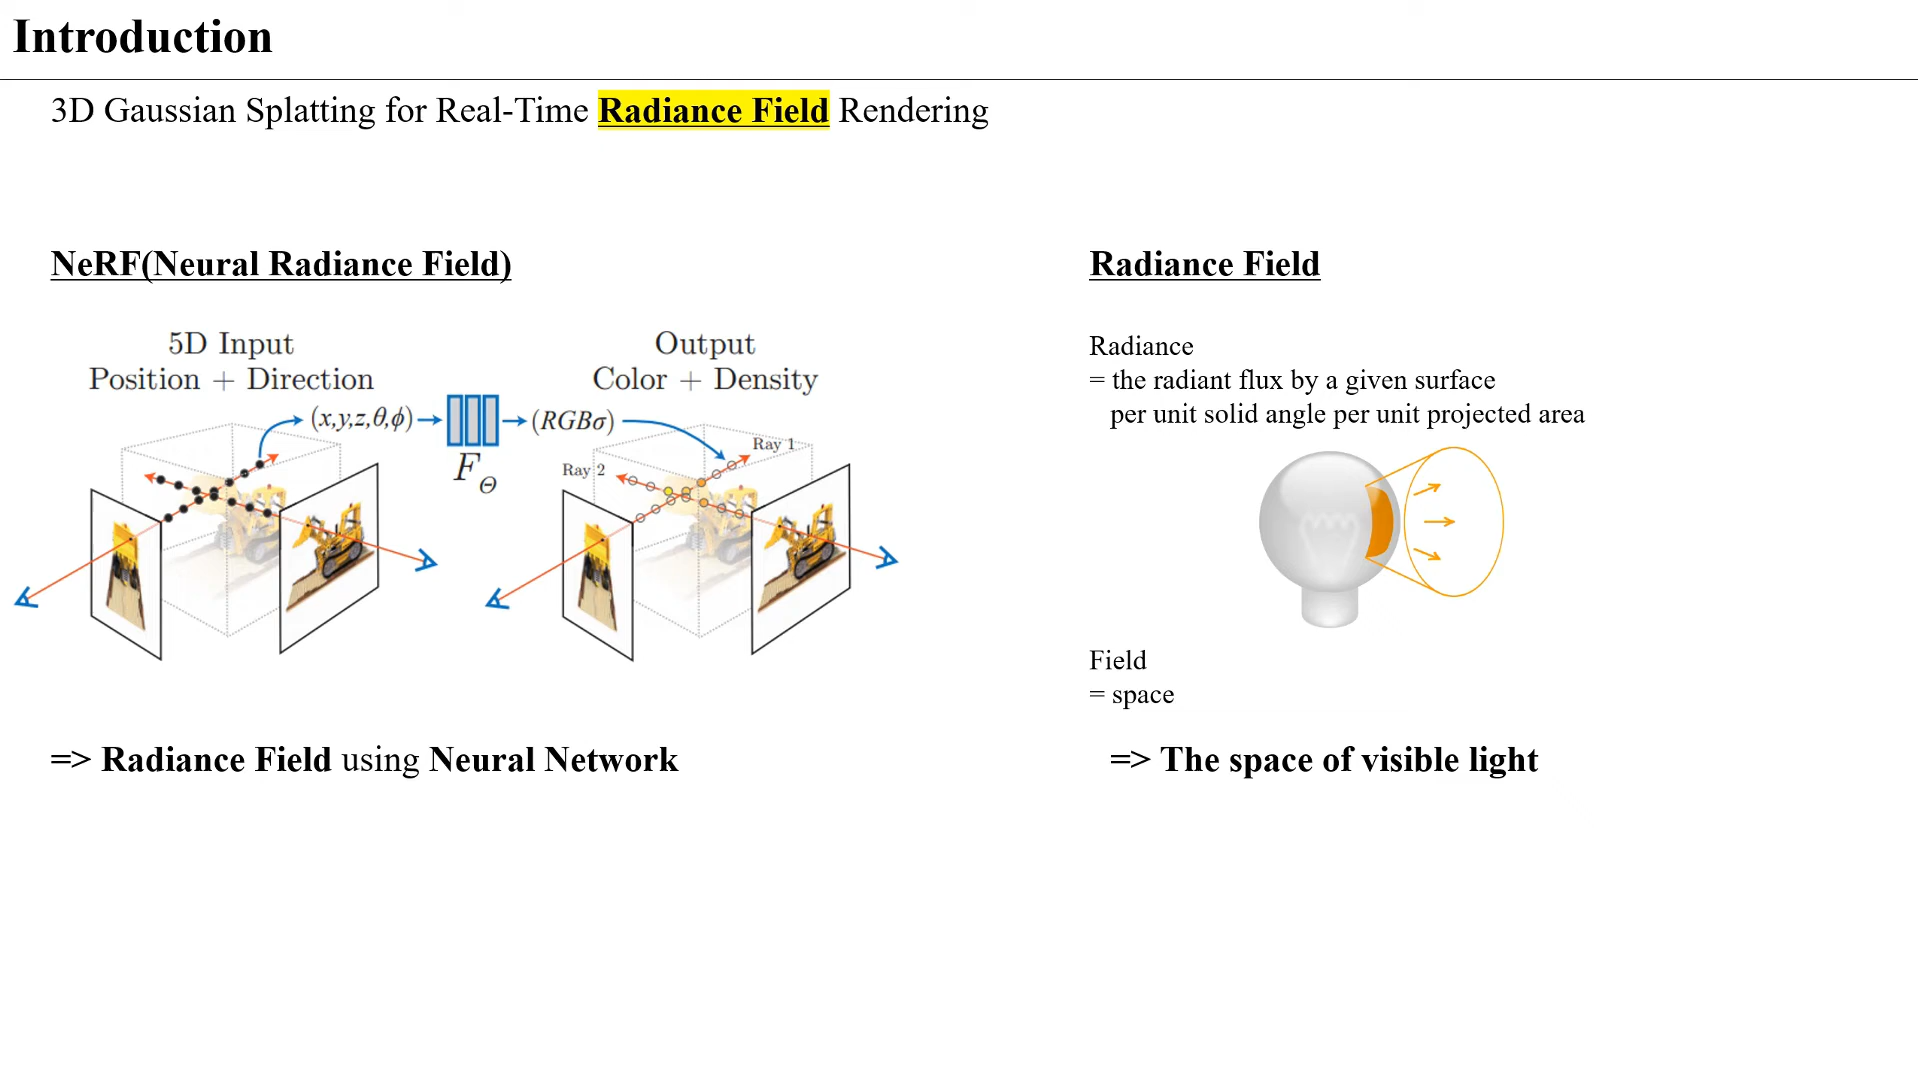 Introduction
3D Gaussian Splatting for Real-Time Radiance Field Rendering
NeRF(Neural Radiance Field)
5D Input
Position + Direction
(x,y,z,θ,ϕ)
F_Θ
Output
Color + Density
(RGBσ)
Ray 1
Ray 2
=> Radiance Field using Neural Network
Radiance Field
Radiance
= the radiant flux by a given surface
per unit solid angle per unit projected area
Field
= space
=> The space of visible light